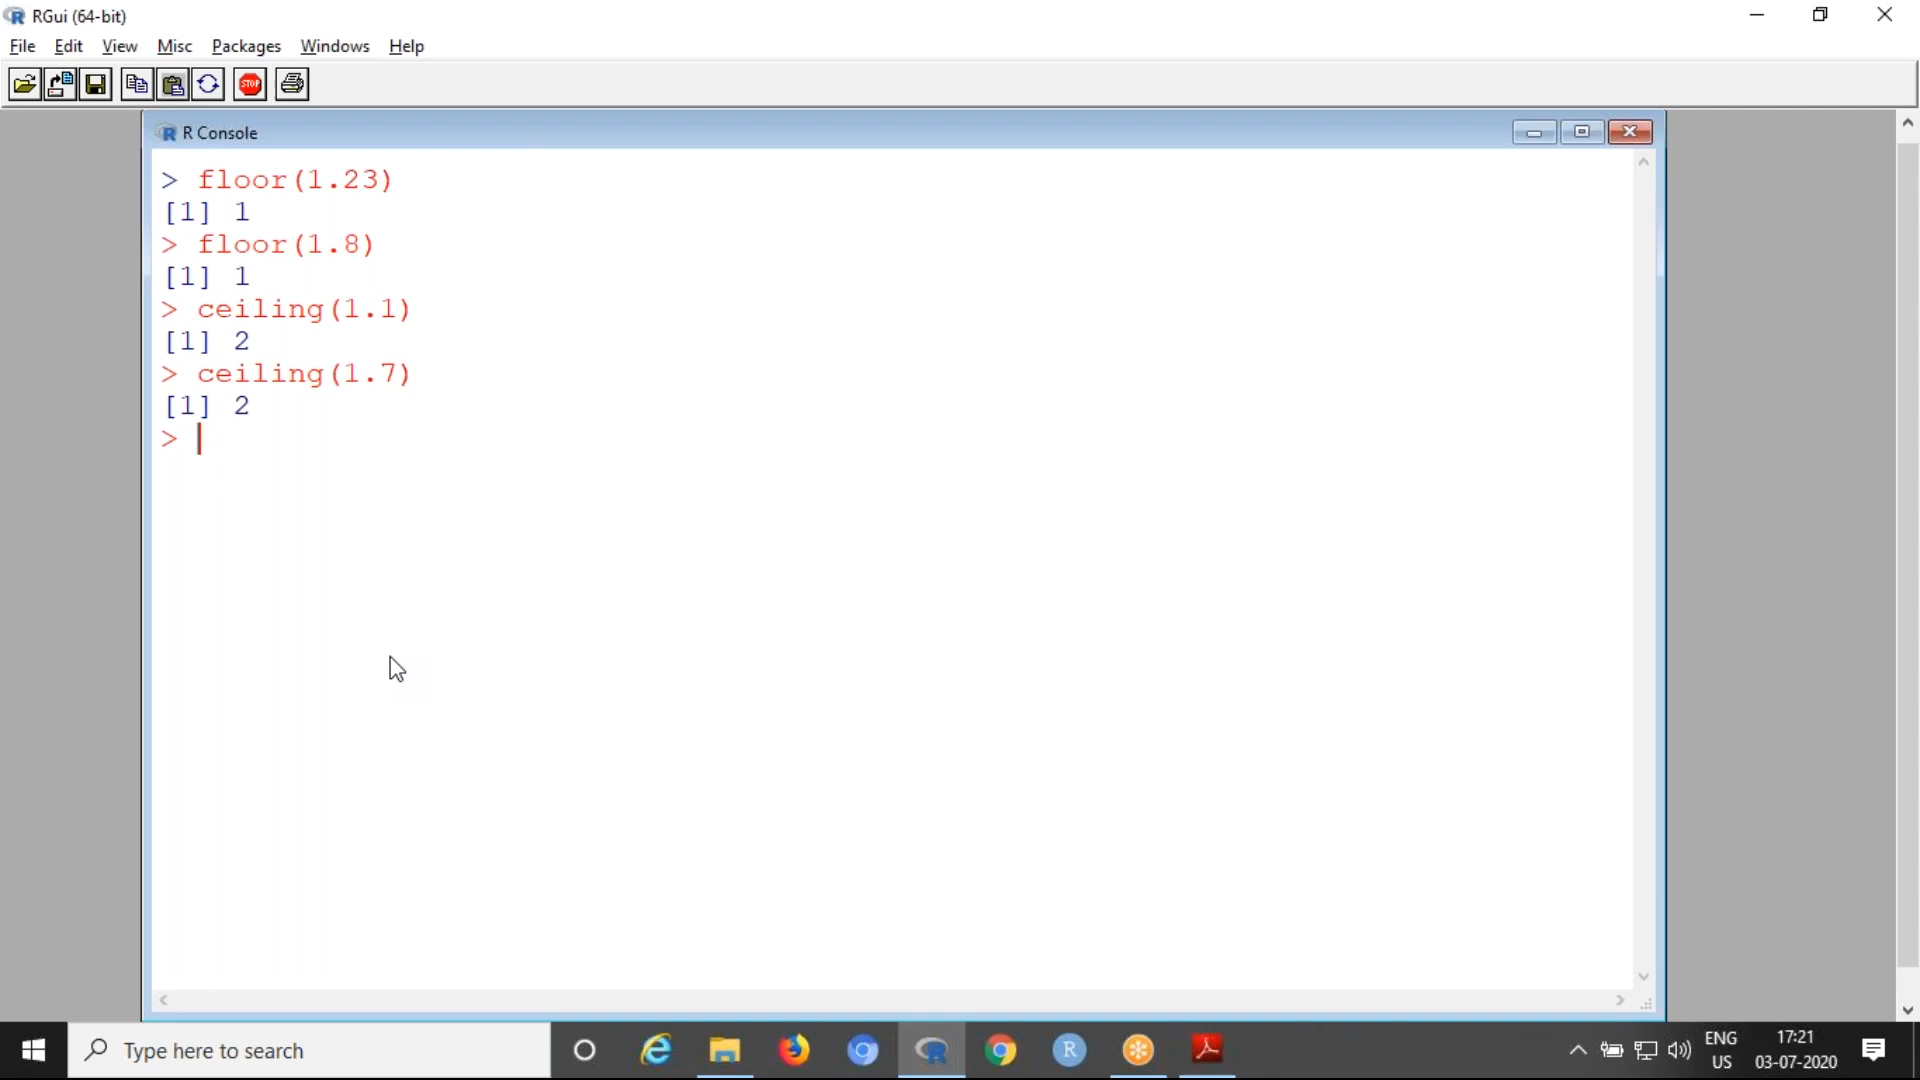 RGui (64-bit)
File Edit View Misc Packages Windows Help
STOP
R Console
> floor(1.23)
[1] 1
> floor(1.8)
[1] 1
> ceiling(1.1)
[1] 2
> ceiling(1.7)
[1] 2
>
Type here to search
ENG
US
17:21
03-07-2020